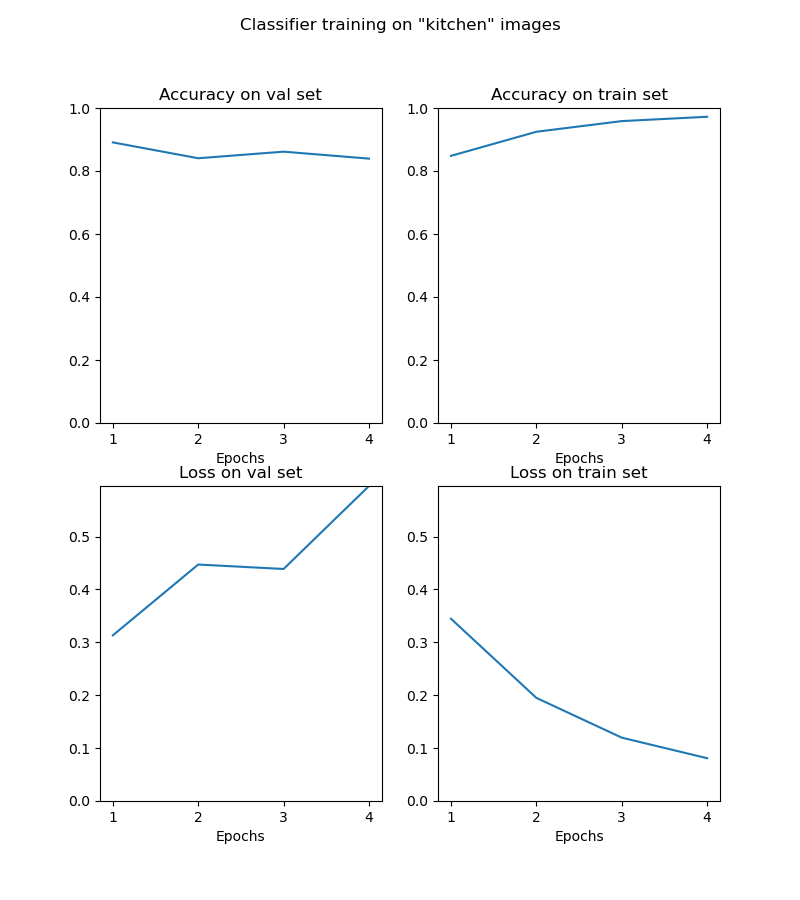 Classifier training on "kitchen" images
Accuracy on val set
1.0
0.8
0.6
0.4
0.2
0.0
1 2 3 4
Epochs
Accuracy on train set
1.0
0.8
0.6
0.4
0.2
0.0
1 2 3 4
Epochs
Loss on val set
0.5
0.4
0.3
0.2
0.1
0.0
1 2 3 4
Epochs
Loss on train set
0.5
0.4
0.3
0.2
0.1
0.0
1 2 3 4
Epochs